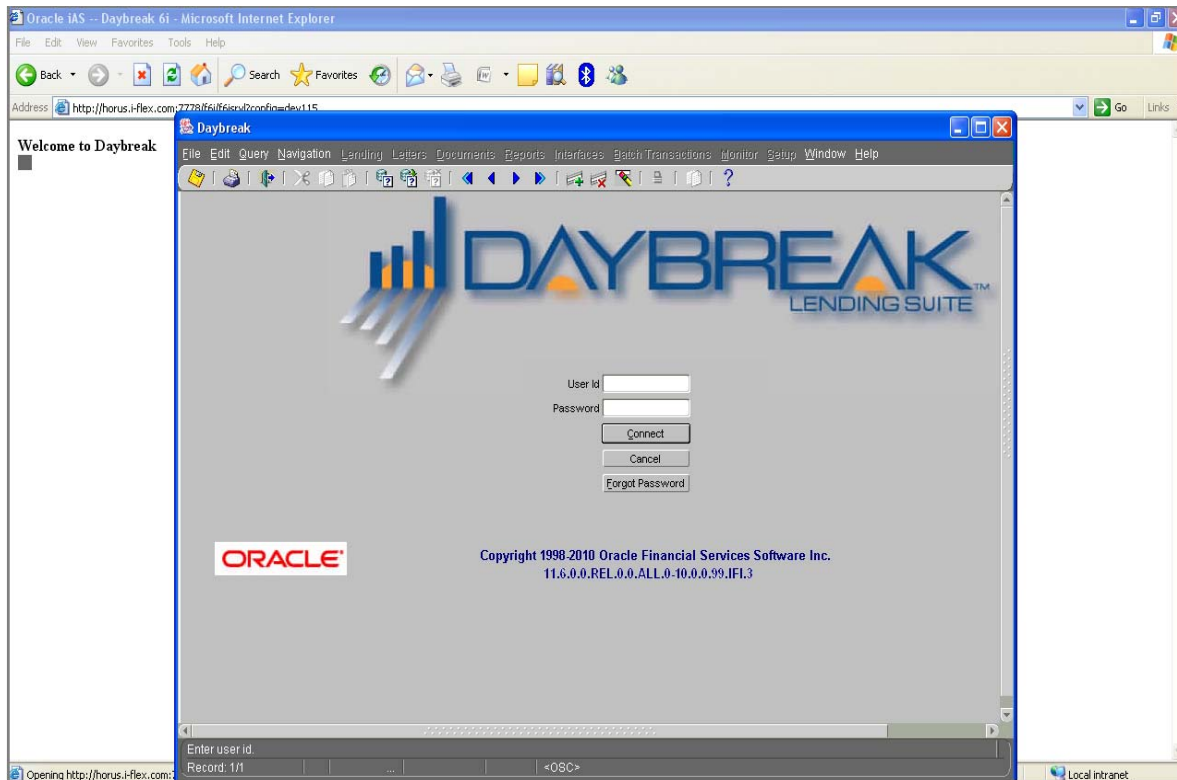 Oracle iAS -- Daybreak 6i - Microsoft Internet Explorer
File Edit View Favorites Tools Help
Back Search Favorites
Address http://horus.i-flex.com:7778/f6i/f6isrvl?config=dev115 Go Links
Welcome to Daybreak
Daybreak
File Edit Query Navigation Lending Letters Documents Reports Interfaces Batch Transactions Monitor Setup Window Help
DAYBREAK TM
LENDING SUITE
User Id
Password
Connect
Cancel
Forgot Password
ORACLE®
Copyright 1998-2010 Oracle Financial Services Software Inc.
11.6.0.0.REL.0.0.ALL.0-10.0.0.99.IFI.3
Enter user id.
Record: 1/1 ... <OSC>
Opening http://horus.i-flex.com:7 Local intranet